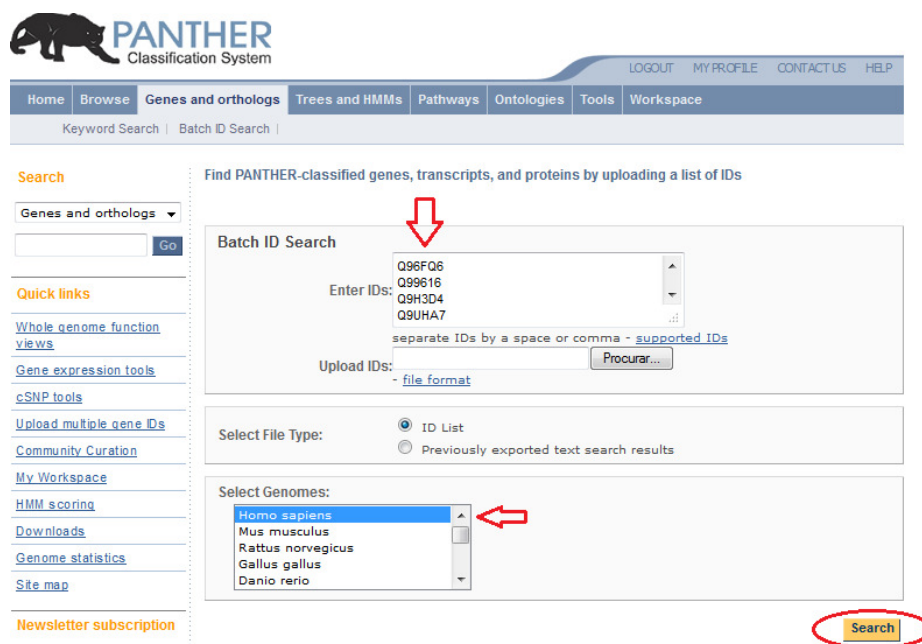 PANTHER
Classification System
LOGOUT MY PROFILE CONTACT US HELP
Home Browse Genes and orthologs Trees and HMMs Pathways Ontologies Tools Workspace
Keyword Search | Batch ID Search |
Search
Genes and orthologs
Go
Quick links
Whole genome function
views
Gene expression tools
cSNP tools
Upload multiple gene IDs
Community Curation
My Workspace
HMM scoring
Downloads
Genome statistics
Site map
Newsletter subscription
Find PANTHER-classified genes, transcripts, and proteins by uploading a list of IDs
Batch ID Search
Enter IDs:
Q96FQ6
Q99616
Q9H3D4
Q9UHA7
separate IDs by a space or comma - supported IDs
Upload IDs: Procurar...
- file format
Select File Type:
ID List
Previously exported text search results
Select Genomes:
Homo sapiens
Mus musculus
Rattus norvegicus
Gallus gallus
Danio rerio
Search